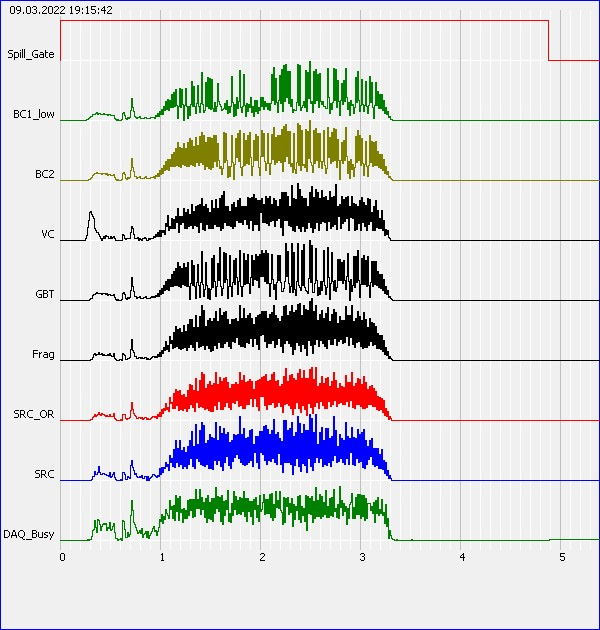 09.03.2022 19:15:42
Spill_Gate
BC1_low
BC2
VC
GBT
Frag
SRC_OR
SRC
DAQ_Busy
0 1 2 3 4 5